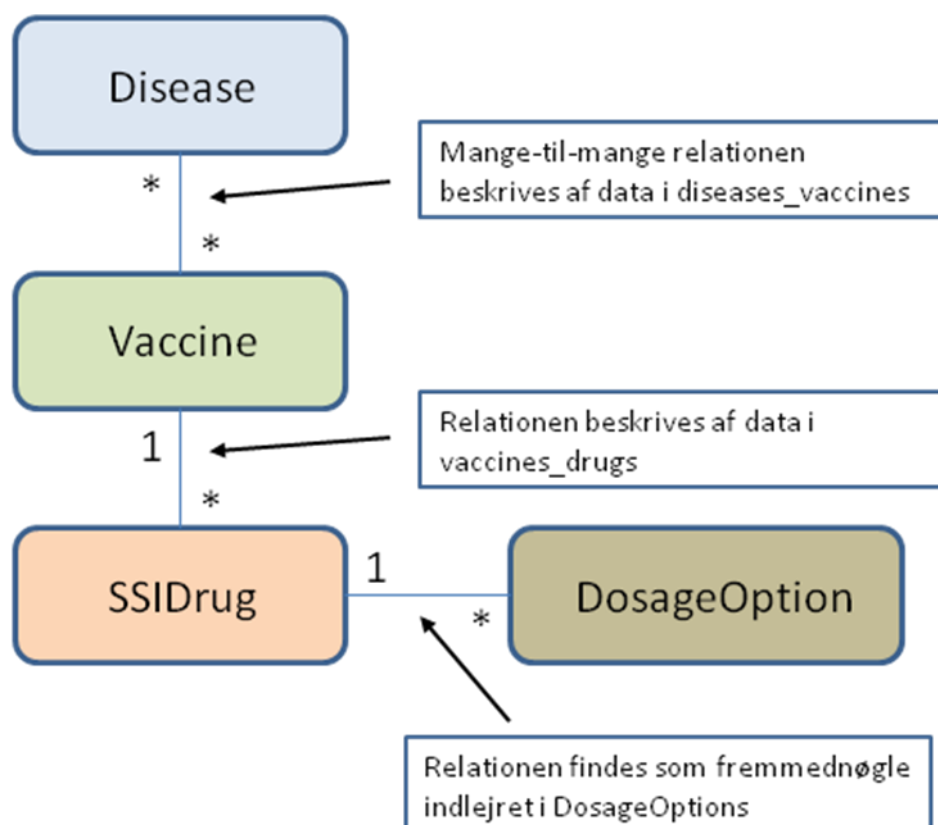 Disease
Mange-til-mange relationen
beskrives af data i diseases_vaccines
*
*
Vaccine
Relationen beskrives af data i
vaccines_drugs
1
*
SSIDrug
1
*
DosageOption
Relationen findes som fremmednøgle
indlejret i DosageOptions